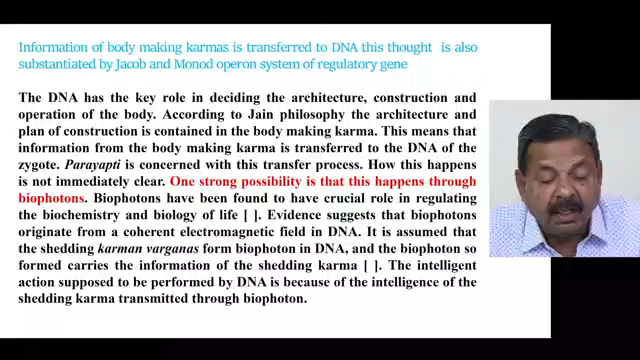 Information of body making karmas is transferred to DNA this thought is also
substantiated by Jacob and Monod operon system of regulatory gene
The DNA has the key role in deciding the architecture, construction and
operation of the body. According to Jain philosophy the architecture and
plan of construction is contained in the body making karma. This means that
information from the body making karma is transferred to the DNA of the
zygote. Parayapti is concerned with this transfer process. How this happens
is not immediately clear. One strong possibility is that this happens through
biophotons. Biophotons have been found to have crucial role in regulating
the biochemistry and biology of life [ ]. Evidence suggests that biophotons
originate from a coherent electromagnetic field in DNA. It is assumed that
the shedding karman varganas form biophoton in DNA, and the biophoton so
formed carries the information of the shedding karma [ ]. The intelligent
action supposed to be performed by DNA is because of the intelligence of the
shedding karma transmitted through biophoton.